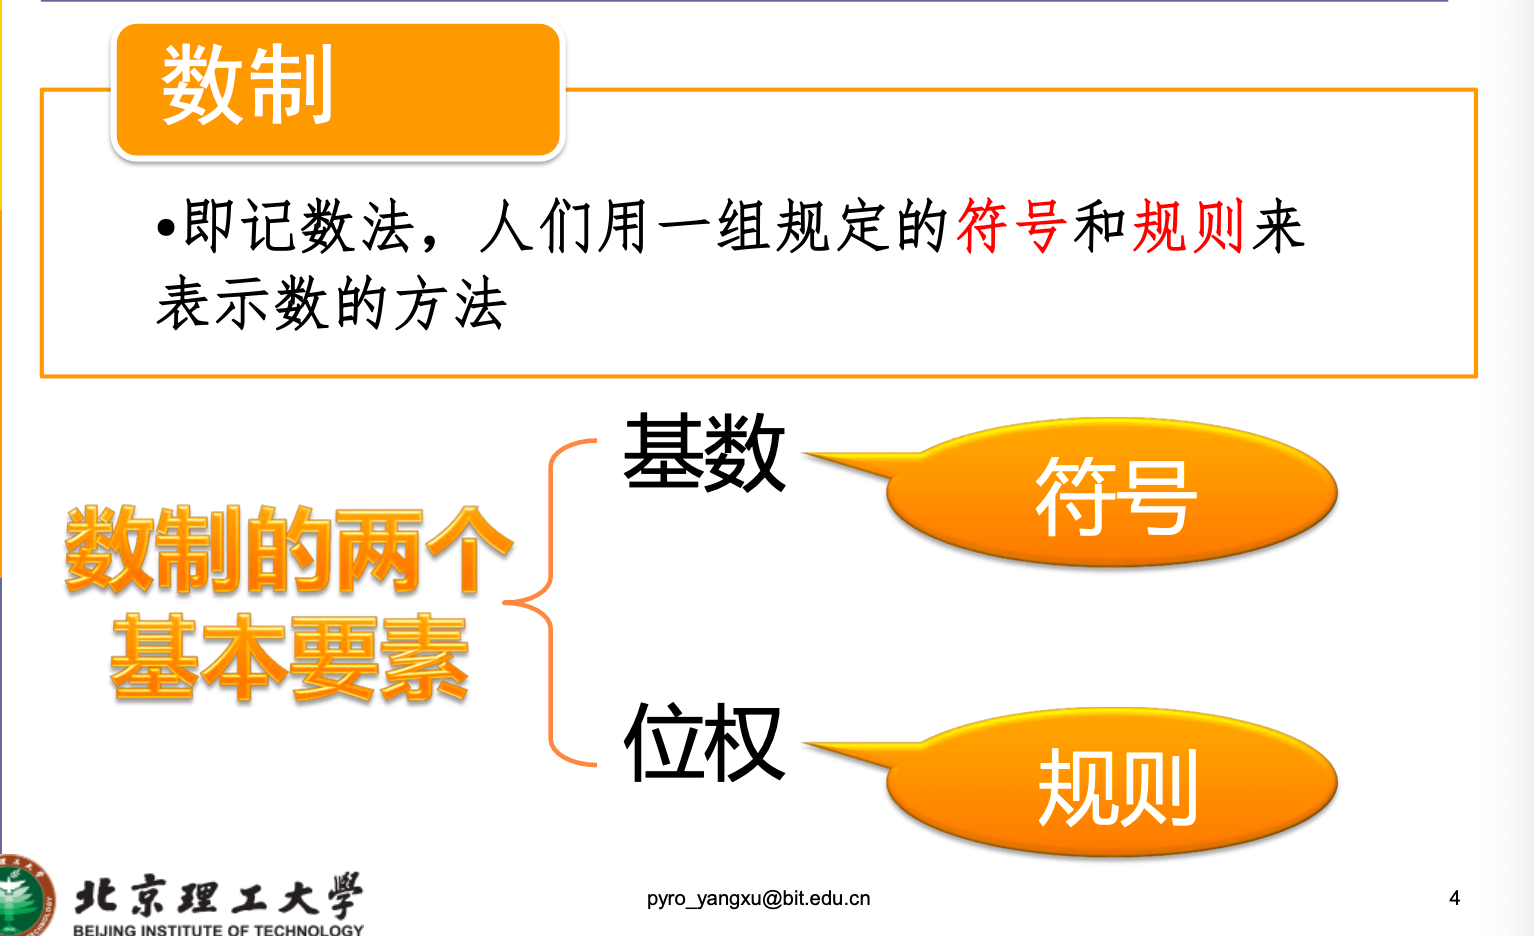 数制
•即记数法，人们用一组规定的符号和规则来
表示数的方法
数制的两个
基本要素
基数
符号
位权
规则
北京理工大学
BEIJING INSTITUTE OF TECHNOLOGY
pyro_yangxu@bit.edu.cn
4